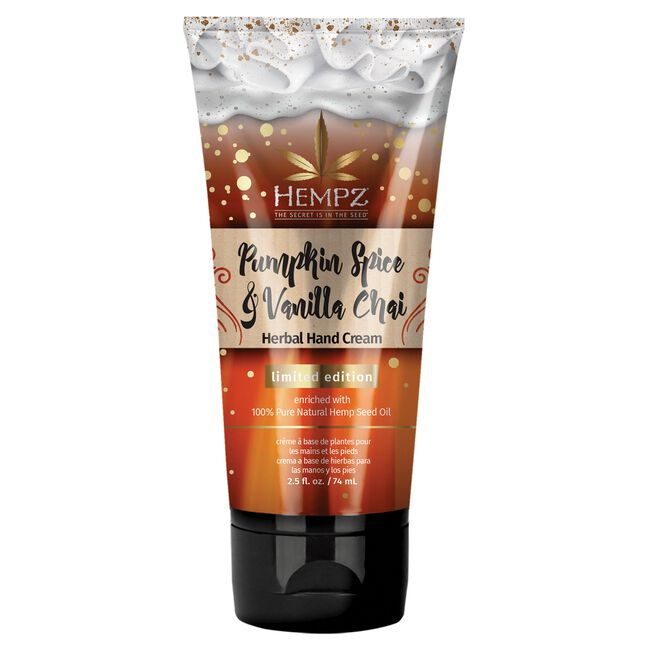 HEMPZ®
THE SECRET IS IN THE SEED®
Pumpkin Spice
& Vanilla Chai
Herbal Hand Cream
limited edition
enriched with
100% Pure Natural Hemp Seed Oil
crème à base de plantes pour
les mains et les pieds
crema a base de hierbas para
las manos y los pies
2.5 fl. oz. / 74 mL